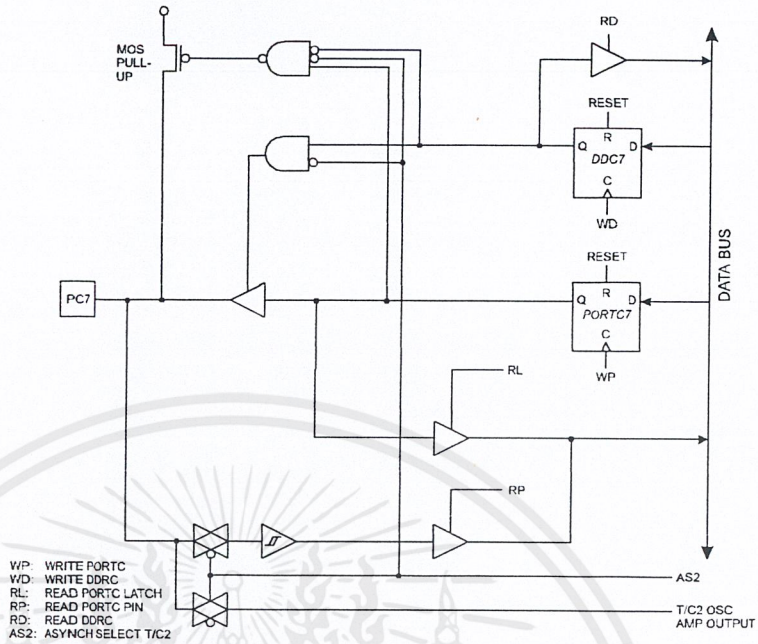 RD
MOS
PULL-
UP
RESET
R
Q
D
DDC7
C
WD
DATA BUS
RESET
PC7
R
Q
D
PORTC7
C
WP
RL
RP
WP: WRITE PORTC
WD: WRITE DDRC
RL: READ PORTC LATCH
RP: READ PORTC PIN
RD: READ DDRC
AS2: ASYNCH SELECT T/C2
AS2
T/C2 OSC
AMP OUTPUT